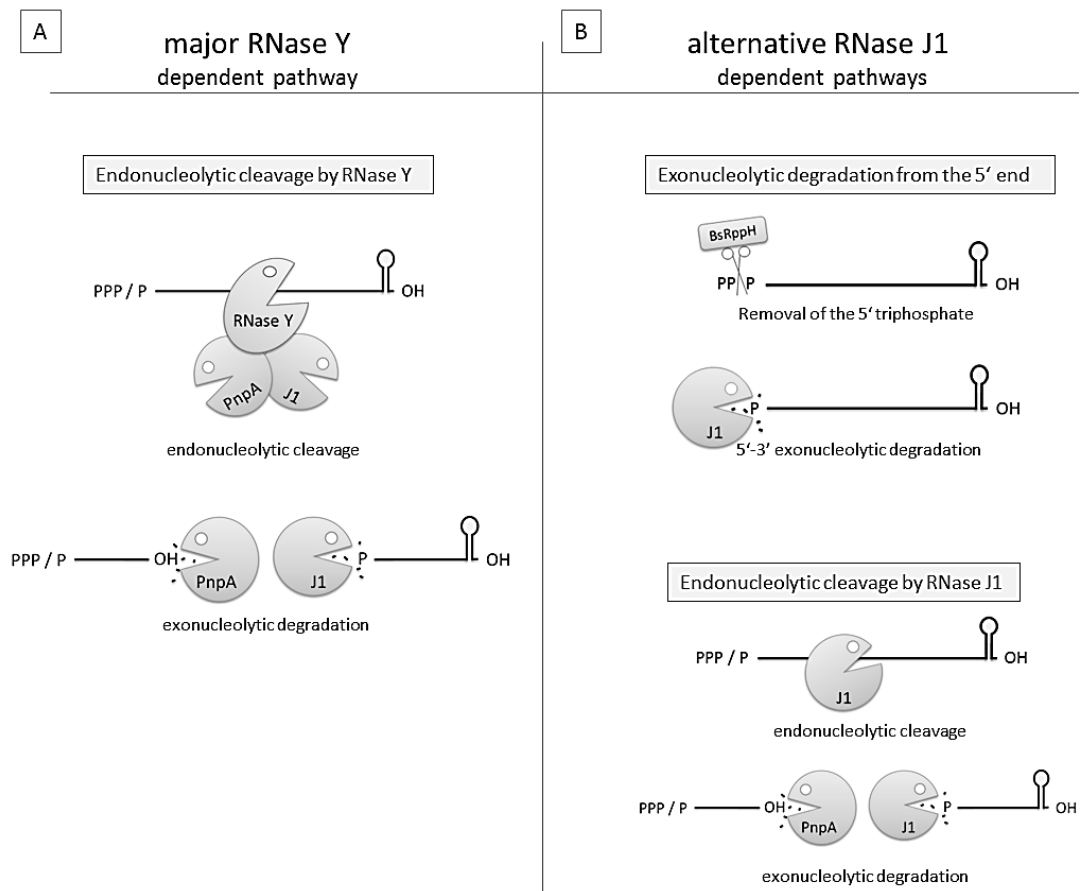 A
major RNase Y
dependent pathway
Endonucleolytic cleavage by RNase Y
PPP / P
OH
RNase Y
PnpA
J1
endonucleolytic cleavage
PPP / P
OH
PnpA
J1
P
OH
exonucleolytic degradation
B
alternative RNase J1
dependent pathways
Exonucleolytic degradation from the 5‘ end
BsRppH
PP P
OH
Removal of the 5‘ triphosphate
J1
P
OH
5‘-3’ exonucleolytic degradation
Endonucleolytic cleavage by RNase J1
PPP / P
OH
J1
endonucleolytic cleavage
PPP / P
OH
PnpA
J1
P
OH
exonucleolytic degradation